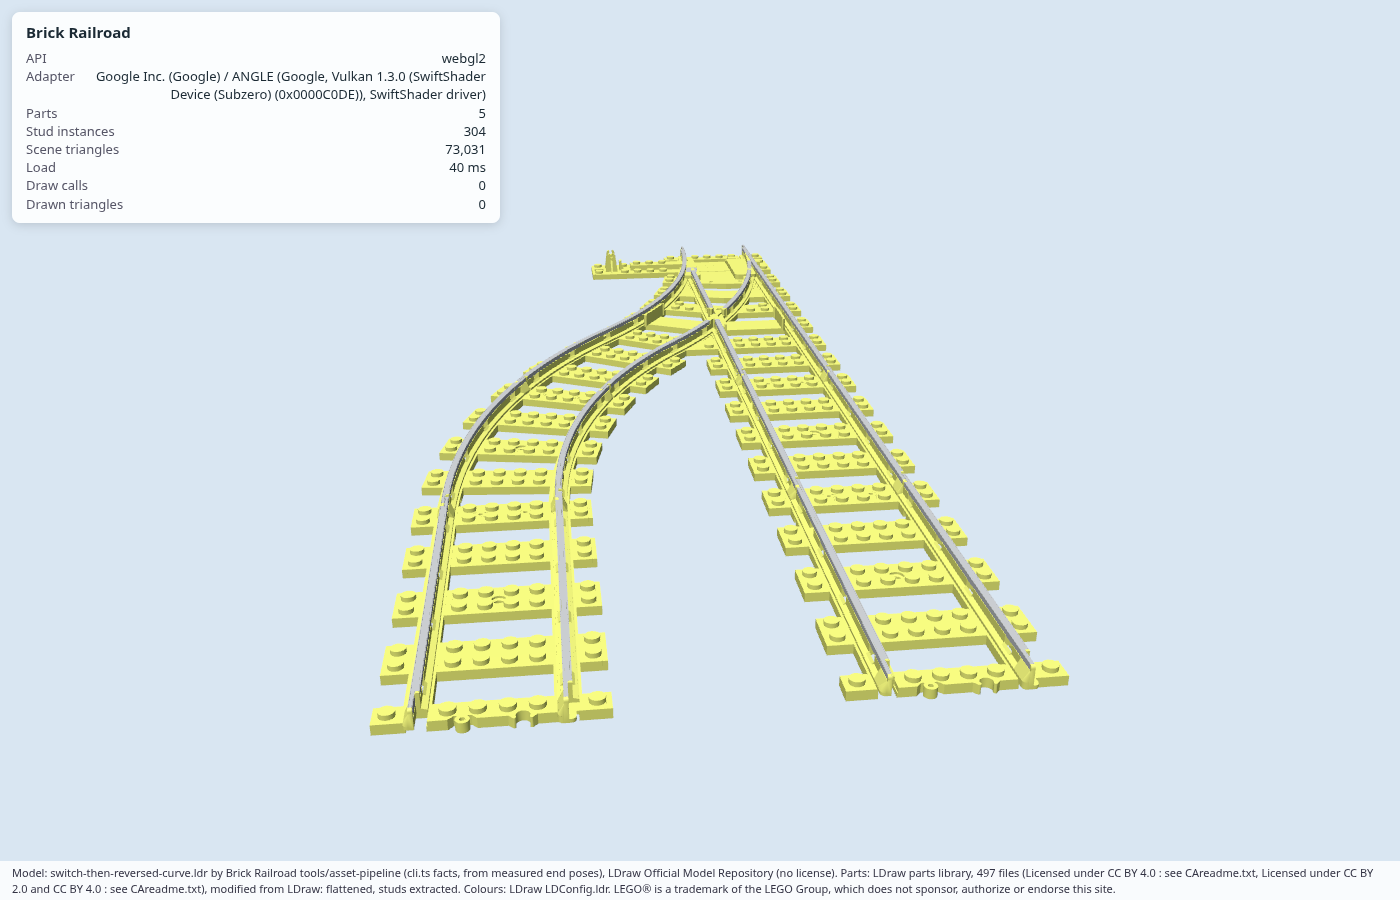 Brick Railroad
API webgl2
Adapter Google Inc. (Google) / ANGLE (Google, Vulkan 1.3.0 (SwiftShader
Device (Subzero) (0x0000C0DE)), SwiftShader driver)
Parts 5
Stud instances 304
Scene triangles 73,031
Load 40 ms
Draw calls 0
Drawn triangles 0
Model: switch-then-reversed-curve.ldr by Brick Railroad tools/asset-pipeline (cli.ts facts, from measured end poses), LDraw Official Model Repository (no license). Parts: LDraw parts library, 497 files (Licensed under CC BY 4.0 : see CAreadme.txt, Licensed under CC BY
2.0 and CC BY 4.0 : see CAreadme.txt), modified from LDraw: flattened, studs extracted. Colours: LDraw LDConfig.ldr. LEGO® is a trademark of the LEGO Group, which does not sponsor, authorize or endorse this site.